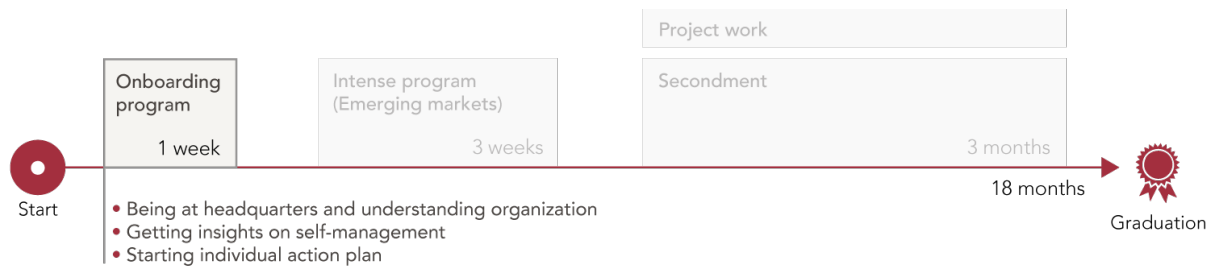 Project work
Onboarding
program
1 week
Intense program
(Emerging markets)
3 weeks
Secondment
3 months
Start
18 months
Graduation
• Being at headquarters and understanding organization
• Getting insights on self-management
• Starting individual action plan